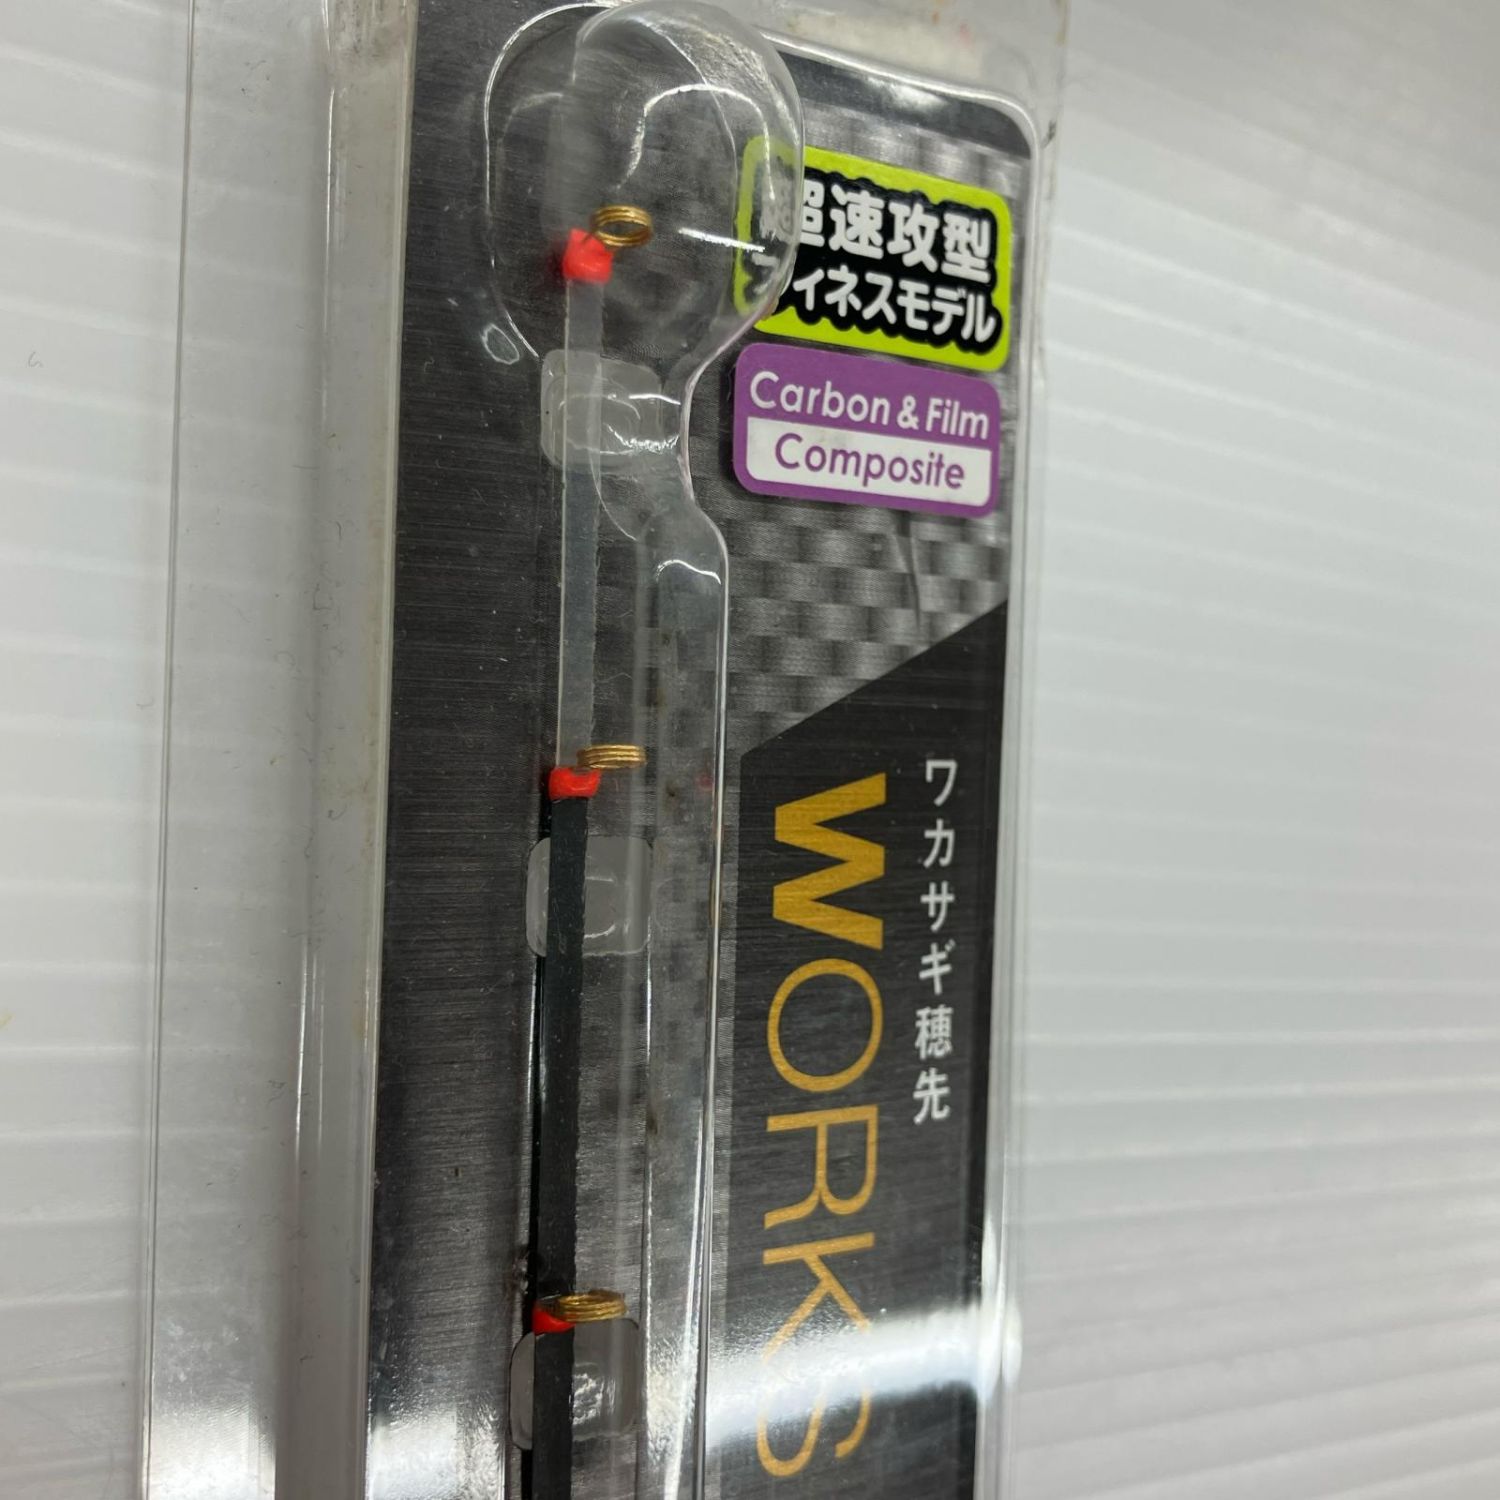 超速攻型
フィネスモデル
Carbon & Film
Composite
ワカサギ穂先
WORKS